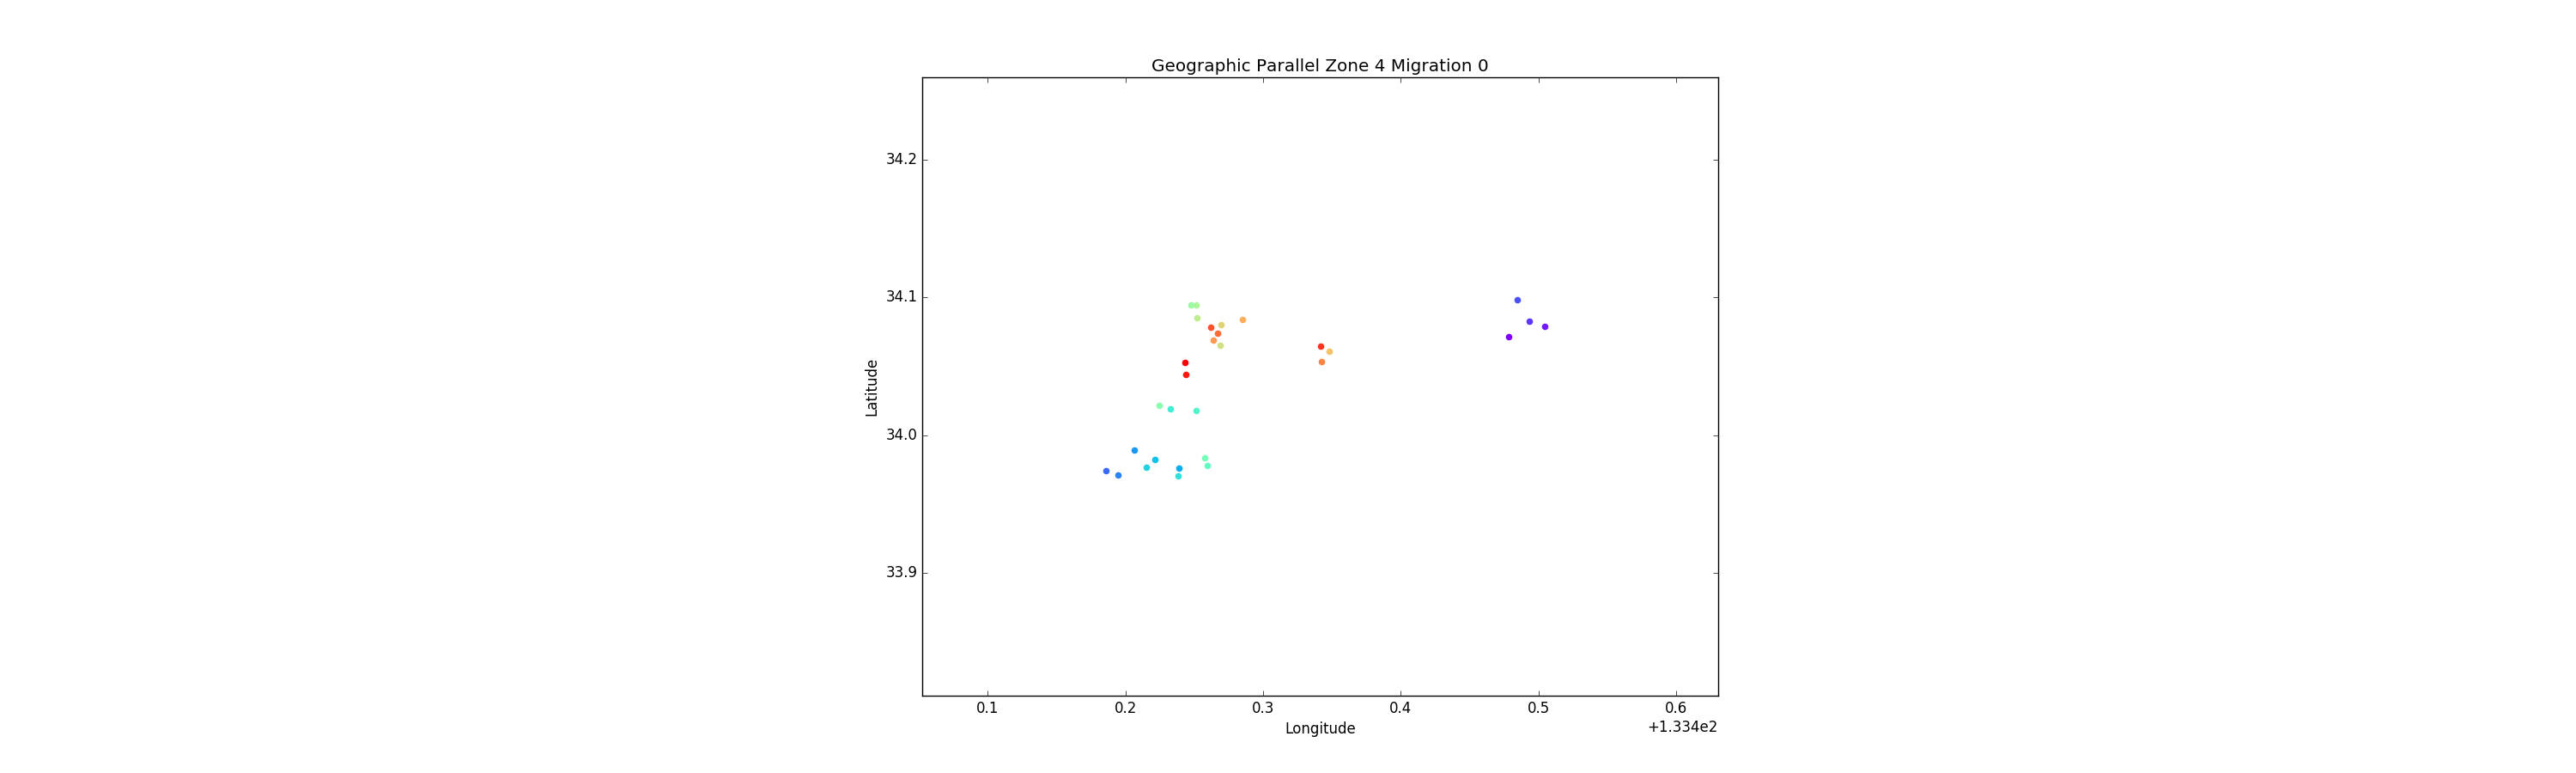 Geographic Parallel Zone 4 Migration 0
34.2
34.1
34.0
33.9
Latitude
0.1 0.2 0.3 0.4 0.5 0.6
+1.334e2
Longitude